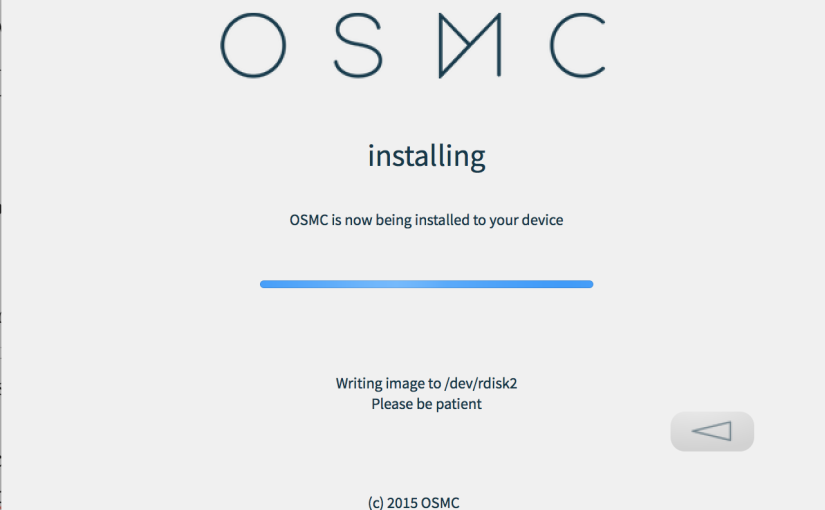 OSMC
installing
OSMC is now being installed to your device
Writing image to /dev/rdisk2
Please be patient
(c) 2015 OSMC